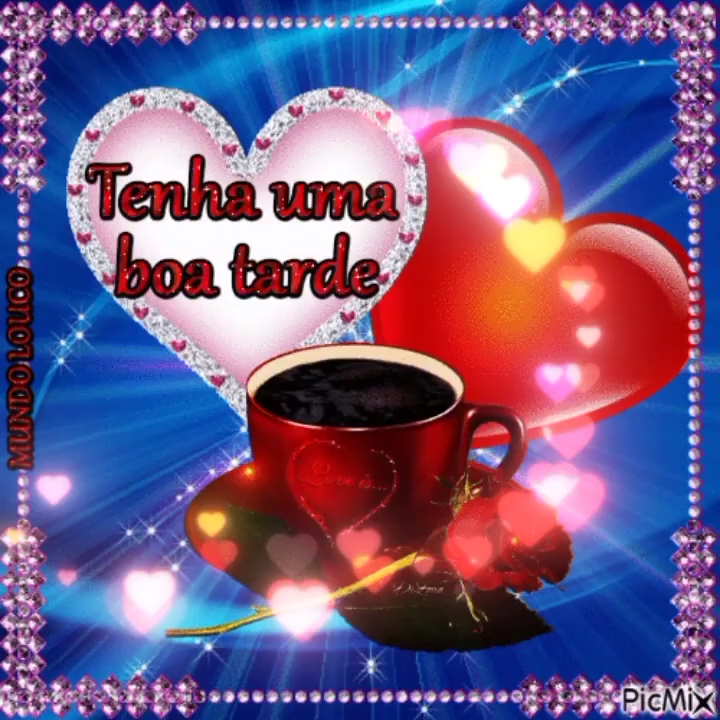 Tenha uma
boa tarde
MUNDO LOUCO
Love is...
PicMix